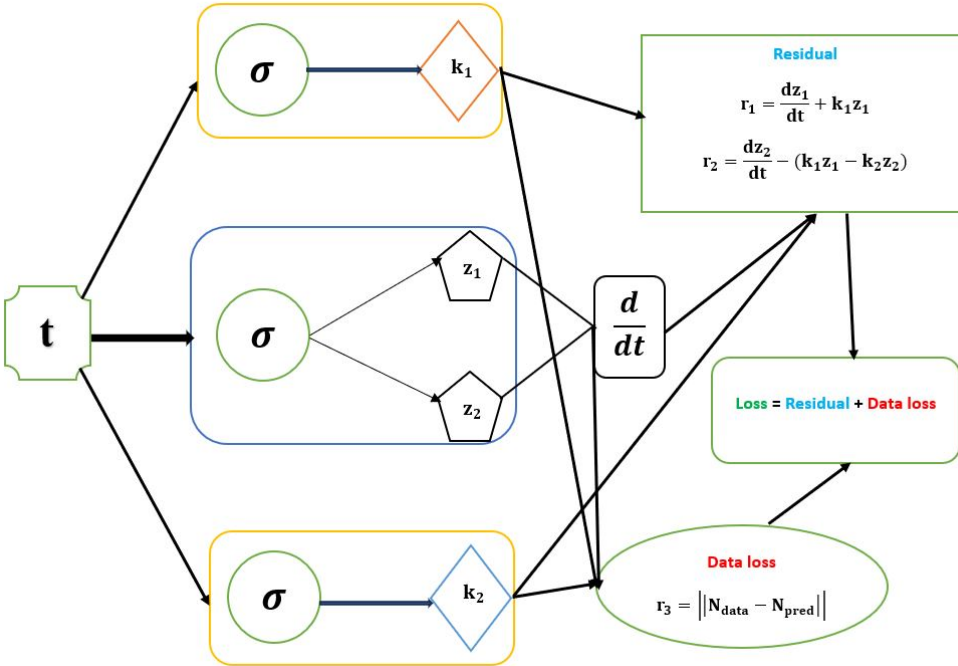 t
σ
k₁
σ
z₁
z₂
d/dt
σ
k₂
Residual
r₁ = dz₁/dt + k₁z₁
r₂ = dz₂/dt − (k₁z₁ − k₂z₂)
Loss = Residual + Data loss
Data loss
r₃ = ||N_data − N_pred||